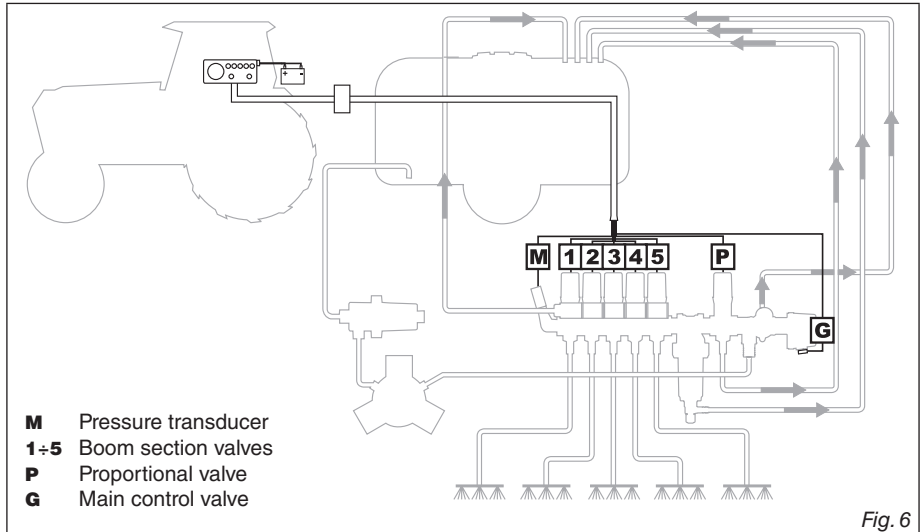 M 1 2 3 4 5 P
G
M Pressure transducer
1÷5 Boom section valves
P Proportional valve
G Main control valve
Fig. 6